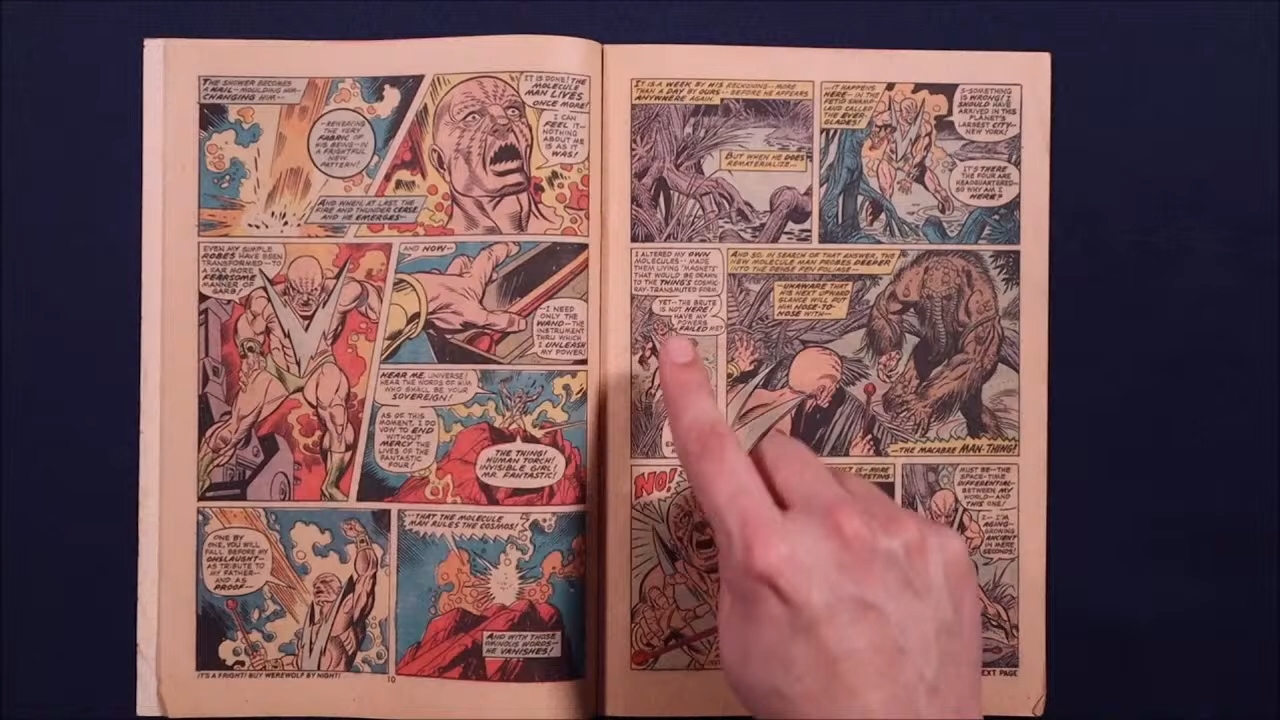 THE SHOWER BECOMES
A HAIL--MOULDING HIM--
CHANGING HIM--
--REWEAVING
THE VERY
FABRIC OF
HIS BEING--IN
A FRIGHTFUL
NEW
PATTERN!
AND WHEN, AT LAST, THE
FIRE AND THUNDER CEASE
AND HE EMERGES--
IT IS DONE! THE
MOLECULE
MAN LIVES
ONCE MORE!
I CAN
FEEL IT--
NOTHING
ABOUT ME
IS AS IT
WAS!
EVEN MY SIMPLE
ROBES HAVE BEEN
TRANSFORMED--TO
A FAR MORE
FEARSOME
MANNER OF
GARB!
AND NOW--
--I NEED
ONLY THE
WAND--THE
INSTRUMENT
THRU WHICH
I UNLEASH
MY POWER!
HEAR ME, UNIVERSE!
HEAR THE WORDS OF HIM
WHO SHALL BE YOUR
SOVEREIGN!
AS OF THIS
MOMENT, I DO
VOW TO END
WITHOUT
MERCY THE
LIVES OF THE
FANTASTIC
FOUR!
THE THING!
HUMAN TORCH!
INVISIBLE GIRL!
MR. FANTASTIC!
ONE BY
ONE, YOU WILL
FALL BEFORE MY
ONSLAUGHT--
AS TRIBUTE TO
MY FATHER--
AND AS
PROOF--
--THAT THE MOLECULE
MAN RULES THE COSMOS!
AND WITH THOSE
OMINOUS WORDS--
HE VANISHES!
IT'S A FRIGHT! BUY WEREWOLF BY NIGHT!
10
IT IS A WEEK BY HIS RECKONING--MORE
THAN A DAY BY OURS--BEFORE HE APPEARS
ANYWHERE AGAIN.
BUT WHEN HE DOES
REMATERIALIZE--
--IT HAPPENS
HERE--IN THE
FETID SWAMP-
LAND CALLED
THE EVER-
GLADES!
S-SOMETHING
IS WRONG! I
SHOULD HAVE
ARRIVED IN THIS
PLANET'S
LARGEST CITY--
NEW YORK!
IT'S THERE
THE FOUR ARE
HEADQUARTERED--
SO WHY AM I
HERE?
I ALTERED MY OWN
MOLECULES--MADE
THEM LIVING "MAGNETS"
THAT WOULD BE DRAWN
TO THE THING'S COSMIC-
RAY-TRANSMUTED FORM.
YET--THE BRUTE
IS NOT HERE!
HAVE MY
POWERS
FAILED ME?
AND SO, IN SEARCH OF THAT ANSWER, THE
NEW MOLECULE MAN PROBES DEEPER
INTO THE DENSE FEN FOLIAGE--
--UNAWARE THAT
HIS NEXT UPWARD
GLANCE WILL PUT
HIM NOSE-TO-
NOSE WITH--
--THE MACABRE MAN-THING!
NO!
MORE
MUST BE--THE
SPACE-TIME
DIFFERENTIAL--
BETWEEN MY
WORLD--AND
THIS ONE!
I--I'M
AGING--
GROWING
ANCIENT
IN MERE
SECONDS!
PAGE